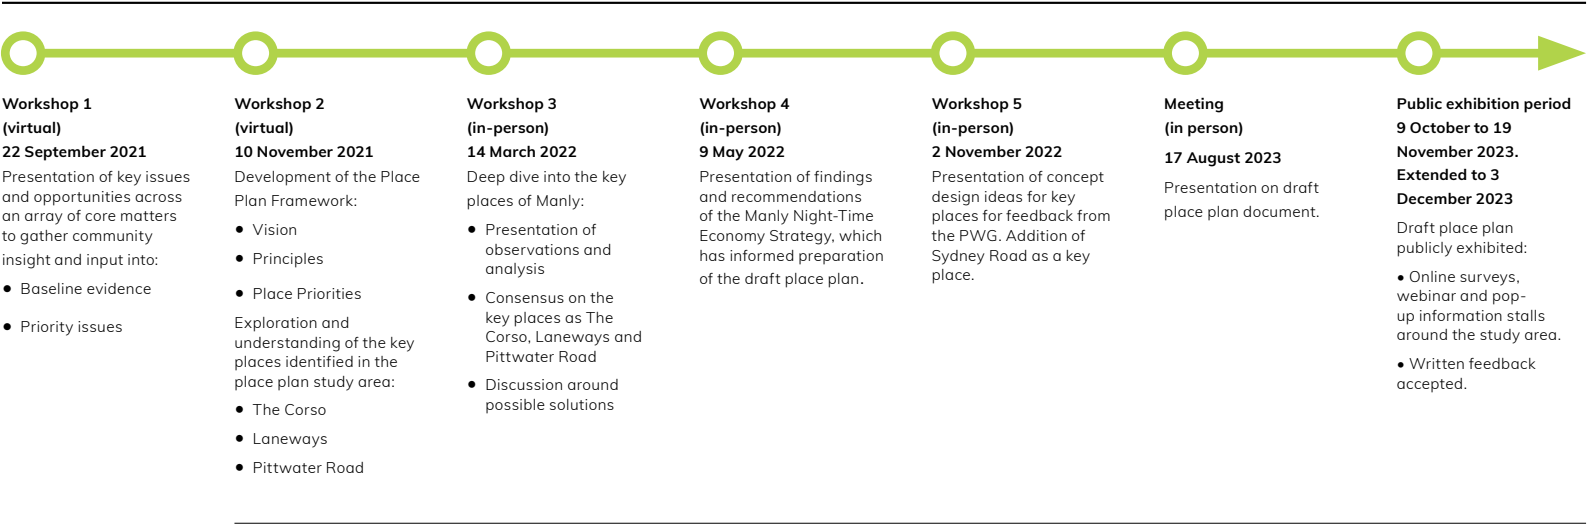 Workshop 1
(virtual)
22 September 2021
Presentation of key issues
and opportunities across
an array of core matters
to gather community
insight and input into:
• Baseline evidence
• Priority issues
Workshop 2
(virtual)
10 November 2021
Development of the Place
Plan Framework:
• Vision
• Principles
• Place Priorities
Exploration and
understanding of the key
places identified in the
place plan study area:
• The Corso
• Laneways
• Pittwater Road
Workshop 3
(in-person)
14 March 2022
Deep dive into the key
places of Manly:
• Presentation of
observations and
analysis
• Consensus on the
key places as The
Corso, Laneways and
Pittwater Road
• Discussion around
possible solutions
Workshop 4
(in-person)
9 May 2022
Presentation of findings
and recommendations
of the Manly Night-Time
Economy Strategy, which
has informed preparation
of the draft place plan.
Workshop 5
(in-person)
2 November 2022
Presentation of concept
design ideas for key
places for feedback from
the PWG. Addition of
Sydney Road as a key
place.
Meeting
(in person)
17 August 2023
Presentation on draft
place plan document.
Public exhibition period
9 October to 19
November 2023.
Extended to 3
December 2023
Draft place plan
publicly exhibited:
• Online surveys,
webinar and pop-
up information stalls
around the study area.
• Written feedback
accepted.